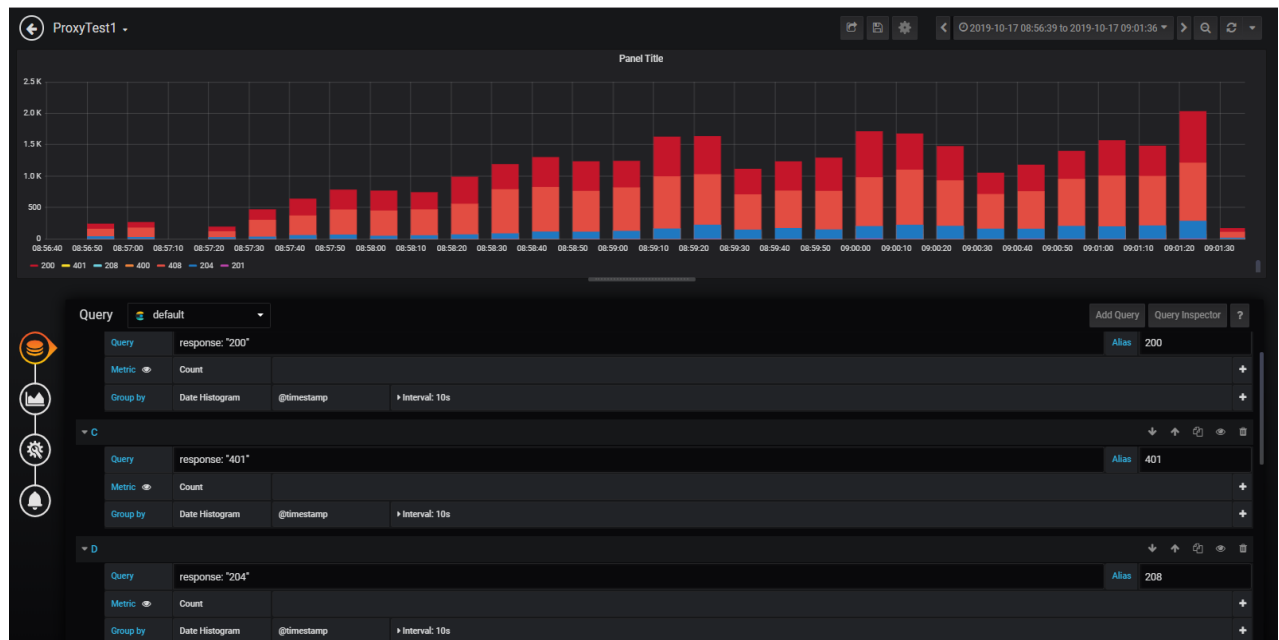 ProxyTest1
2019-10-17 08:56:39 to 2019-10-17 09:01:36
Panel Title
2.5 K
2.0 K
1.5 K
1.0 K
500
0
08:56:40 08:56:50 08:57:00 08:57:10 08:57:20 08:57:30 08:57:40 08:57:50 08:58:00 08:58:10 08:58:20 08:58:30 08:58:40 08:58:50 08:59:00 08:59:10 08:59:20 08:59:30 08:59:40 08:59:50 09:00:00 09:00:10 09:00:20 09:00:30 09:00:40 09:00:50 09:01:00 09:01:10 09:01:20 09:01:30
200 401 208 400 408 204 201
Query default Add Query Query Inspector ?
Query response: "200" Alias 200
Metric Count +
Group by Date Histogram @timestamp Interval: 10s +
C
Query response: "401" Alias 401
Metric Count +
Group by Date Histogram @timestamp Interval: 10s +
D
Query response: "204" Alias 208
Metric Count +
Group by Date Histogram @timestamp Interval: 10s +